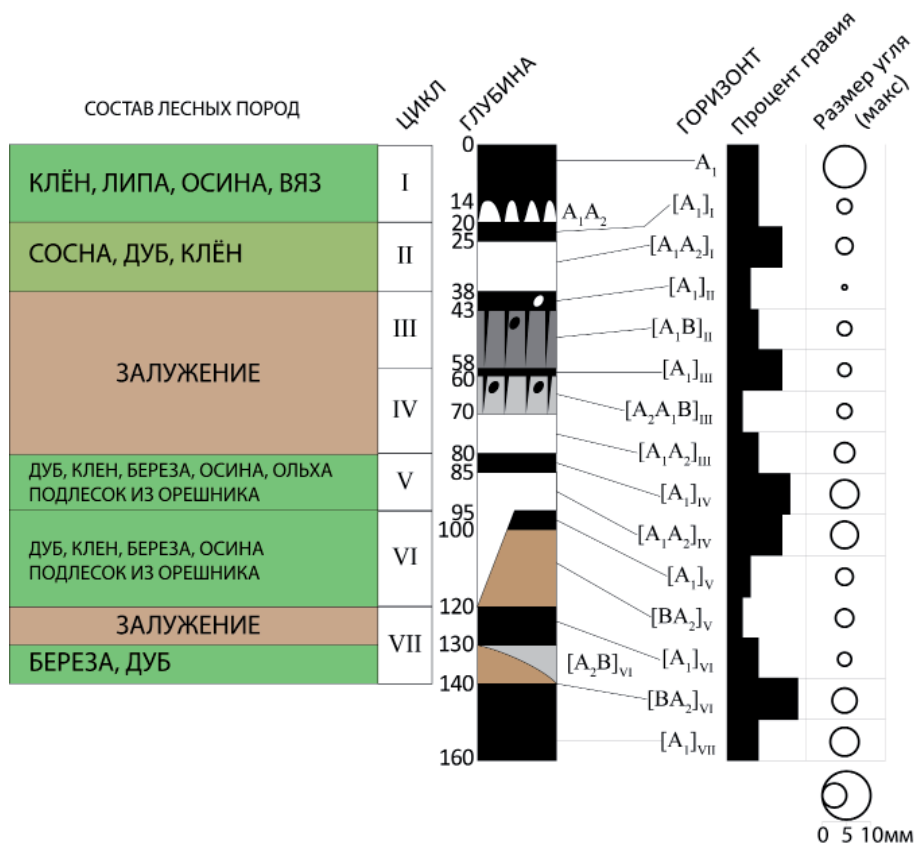 СОСТАВ ЛЕСНЫХ ПОРОД
ЦИКЛ
ГЛУБИНА
ГОРИЗОНТ
Процент гравия
Размер угля
(макс)
КЛЁН, ЛИПА, ОСИНА, ВЯЗ
I
СОСНА, ДУБ, КЛЁН
II
ЗАЛУЖЕНИЕ
III
IV
ДУБ, КЛЕН, БЕРЕЗА, ОСИНА, ОЛЬХА
ПОДЛЕСОК ИЗ ОРЕШНИКА
V
ДУБ, КЛЕН, БЕРЕЗА, ОСИНА
ПОДЛЕСОК ИЗ ОРЕШНИКА
VI
ЗАЛУЖЕНИЕ
VII
БЕРЕЗА, ДУБ
0
14
20
25
38
43
58
60
70
80
85
95
100
120
130
140
160
A₁A₂
[A₂B]VI
A₁
[A₁]I
[A₁A₂]I
[A₁]II
[A₁B]II
[A₁]III
[A₂A₁B]III
[A₁A₂]III
[A₁]IV
[A₁A₂]IV
[A₁]V
[BA₂]V
[A₁]VI
[BA₂]VI
[A₁]VII
0 5 10мм